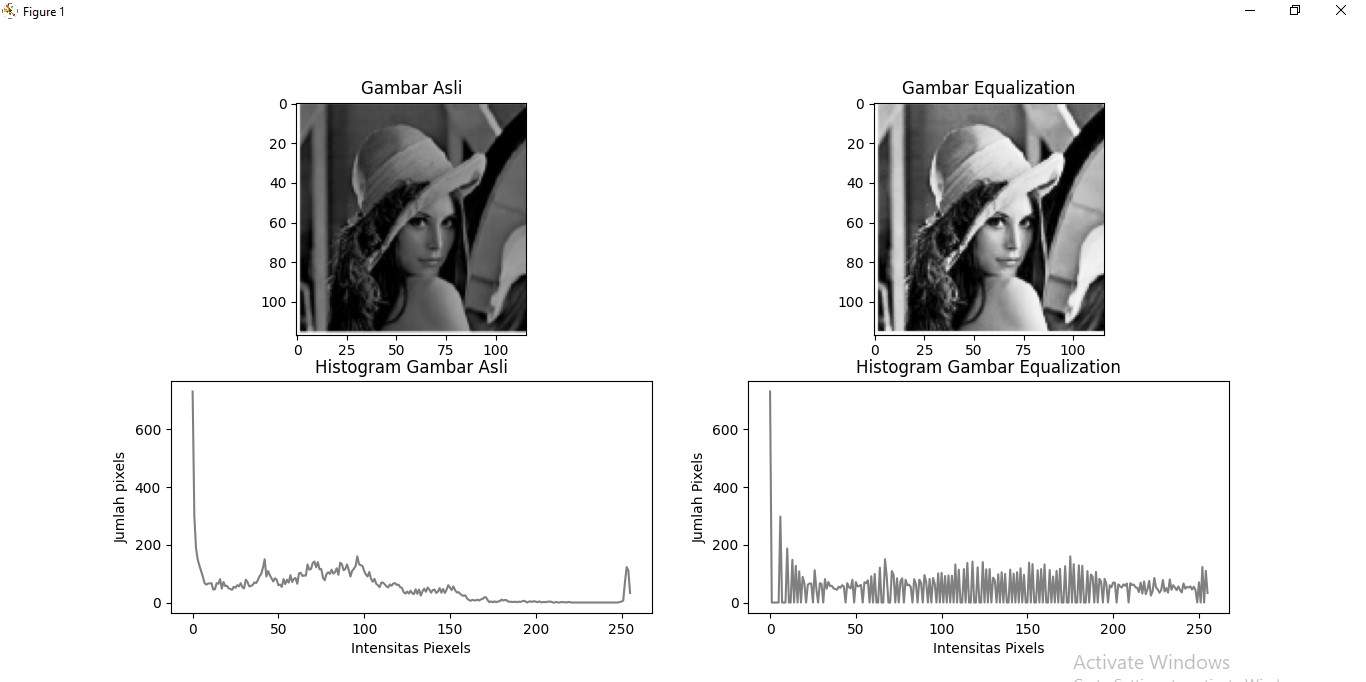 Figure 1
Gambar Asli
0
20
40
60
80
100
0 25 50 75 100
Gambar Equalization
0
20
40
60
80
100
0 25 50 75 100
Histogram Gambar Asli
Jumlah pixels
600
400
200
0
0 50 100 150 200 250
Intensitas Piexels
Histogram Gambar Equalization
Jumlah Pixels
600
400
200
0
0 50 100 150 200 250
Intensitas Pixels
Activate Windows